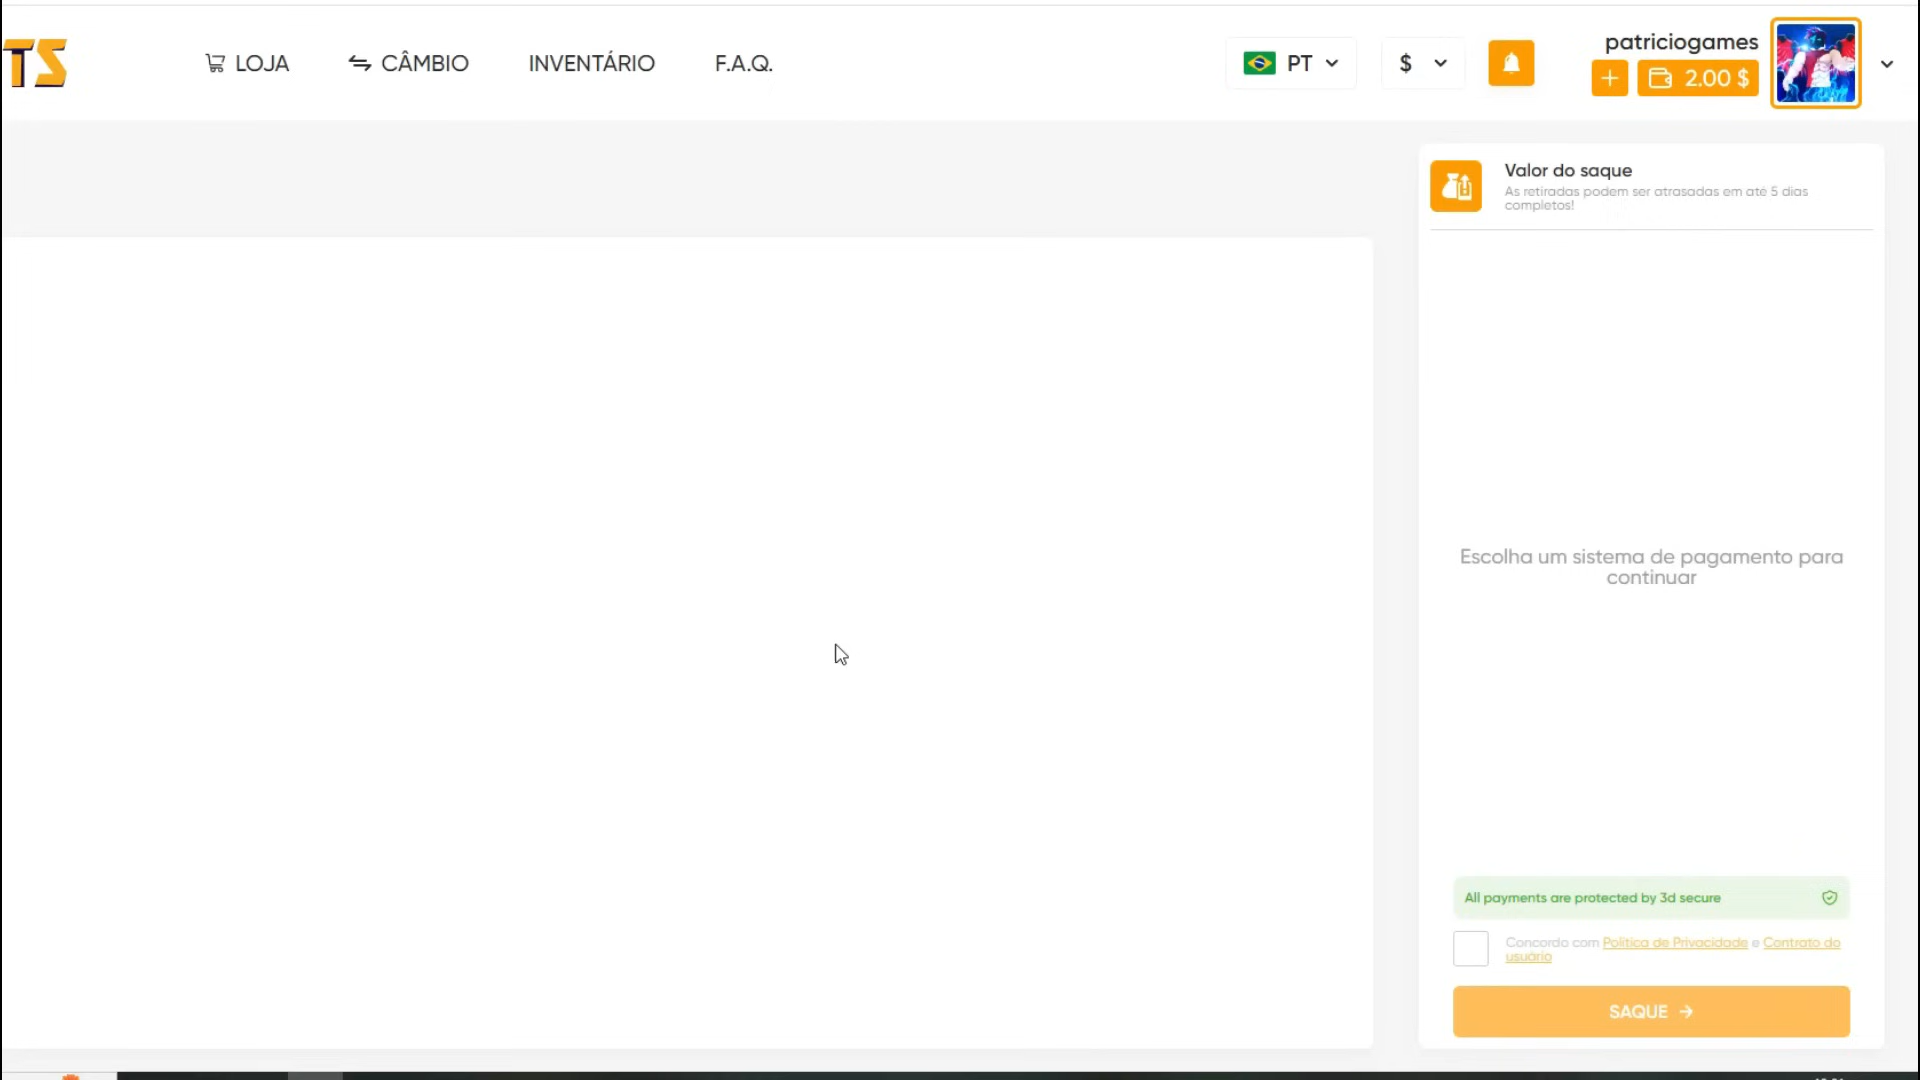 TS
LOJA
CÂMBIO
INVENTÁRIO
F.A.Q.
PT
$
patriciogames
+
2.00 $
Valor do saque
As retiradas podem ser atrasadas em até 5 dias
completos!
Escolha um sistema de pagamento para
continuar
All payments are protected by 3d secure
Concordo com Política de Privacidade e Contrato do
usuário
SAQUE →